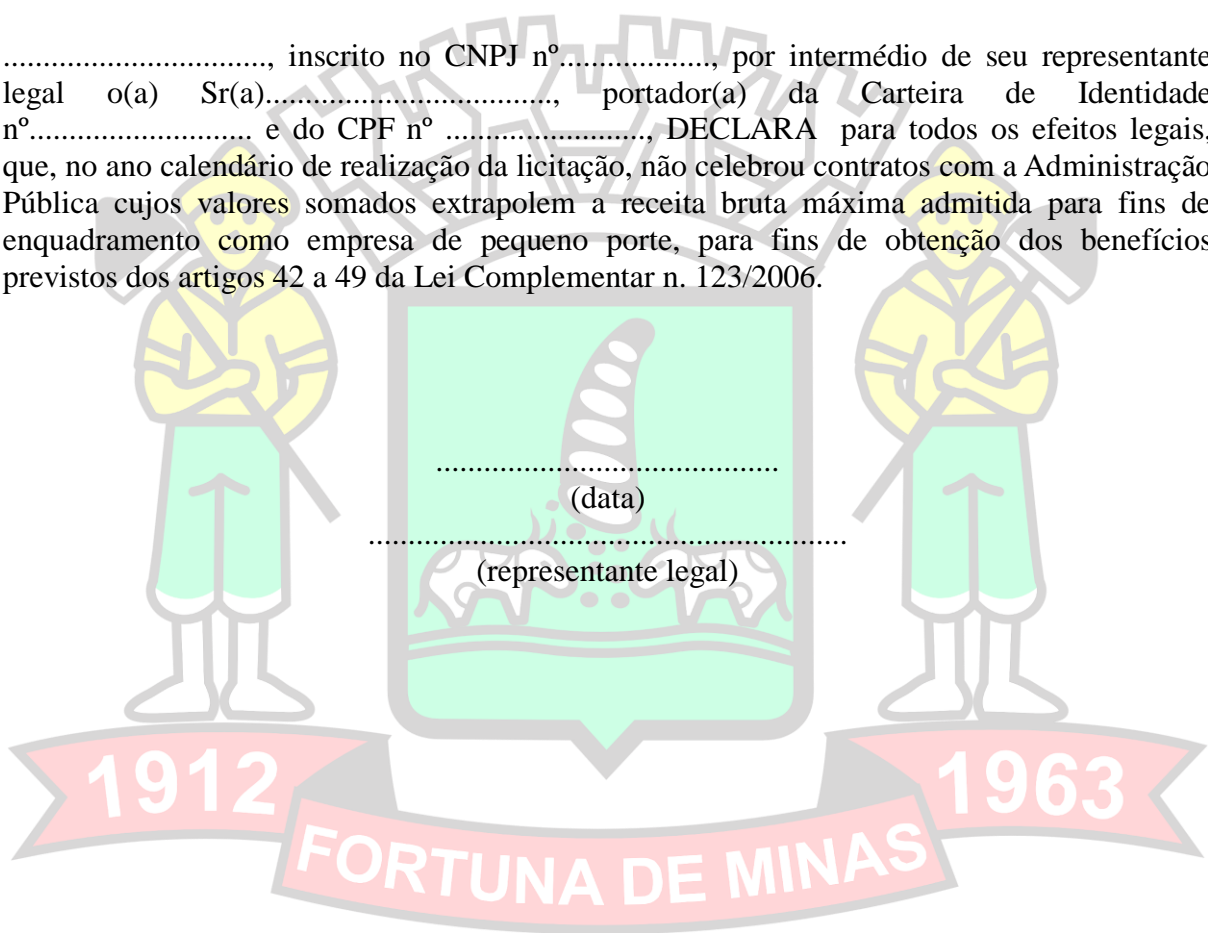 ................................., inscrito no CNPJ nº..................., por intermédio de seu representante
legal o(a) Sr(a)...................................., portador(a) da Carteira de Identidade
nº............................ e do CPF nº ........................., DECLARA para todos os efeitos legais,
que, no ano calendário de realização da licitação, não celebrou contratos com a Administração
Pública cujos valores somados extrapolem a receita bruta máxima admitida para fins de
enquadramento como empresa de pequeno porte, para fins de obtenção dos benefícios
previstos dos artigos 42 a 49 da Lei Complementar n. 123/2006.
...........................................
(data)
............................................................
(representante legal)
1912
1963
FORTUNA DE MINAS